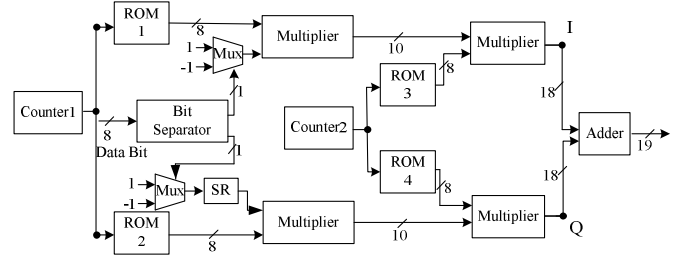 ROM
1
8
1
-1
Mux
Multiplier
10
Multiplier
I
1
ROM
3
8
18
Counter1
8
Data Bit
Bit
Separator
Counter2
Adder
19
1
1
-1
Mux
SR
ROM
4
8
18
ROM
2
8
Multiplier
10
Multiplier
Q